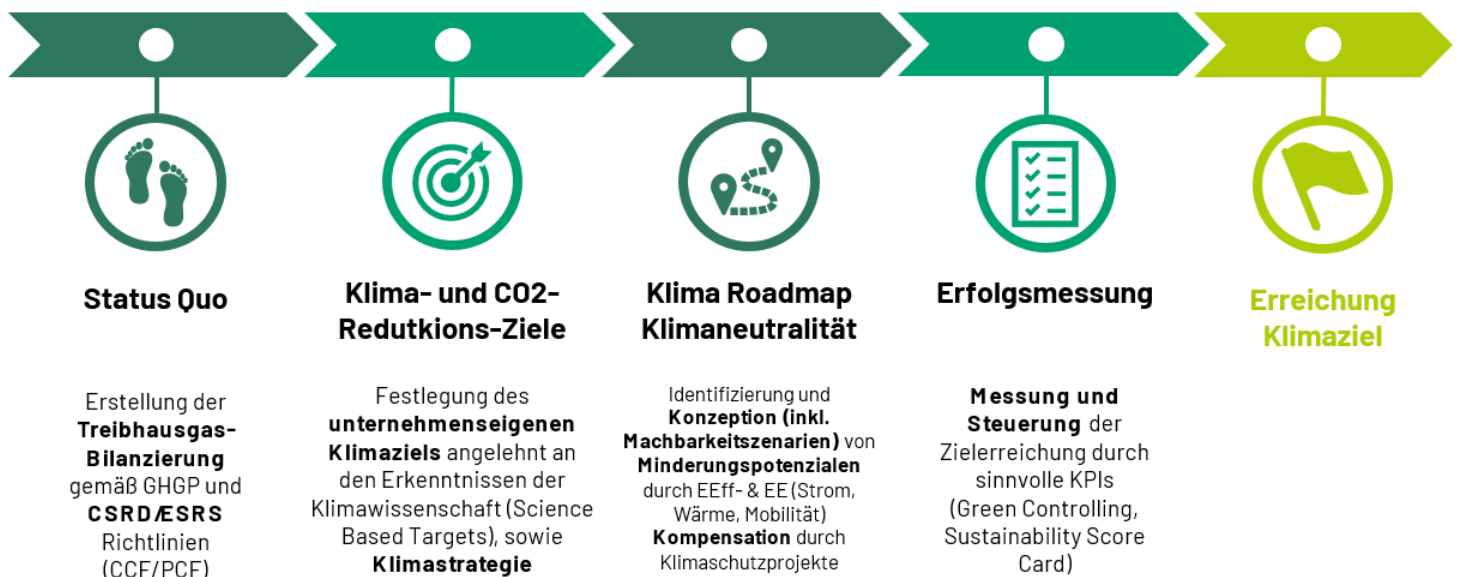 Status Quo
Erstellung der
Treibhausgas-
Bilanzierung
gemäß GHGP und
CSRD/ESRS
Richtlinien
(CCF/PCF)
Klima- und CO2-
Redutkions-Ziele
Festlegung des
unternehmenseigenen
Klimaziels angelehnt an
den Erkenntnissen der
Klimawissenschaft (Science
Based Targets), sowie
Klimastrategie
Klima Roadmap
Klimaneutralität
Identifizierung und
Konzeption (inkl.
Machbarkeitszenarien) von
Minderungspotenzialen
durch EEff- & EE (Strom,
Wärme, Mobilität)
Kompensation durch
Klimaschutzprojekte
Erfolgsmessung
Messung und
Steuerung der
Zielerreichung durch
sinnvolle KPIs
(Green Controlling,
Sustainability Score
Card)
Erreichung
Klimaziel